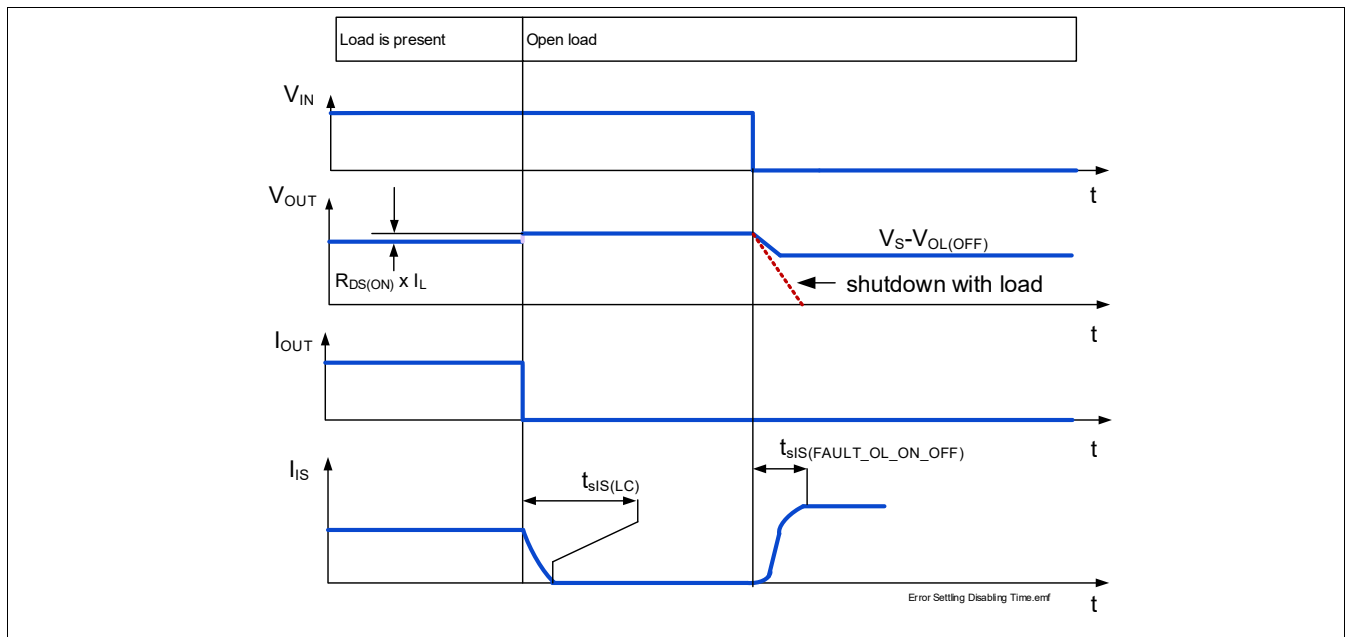 Load is present
Open load
VIN
t
VOUT
RDS(ON) x IL
VS-VOL(OFF)
shutdown with load
t
IOUT
t
IIS
tsIS(LC)
tsIS(FAULT_OL_ON_OFF)
Error Settling Disabling Time.emf
t